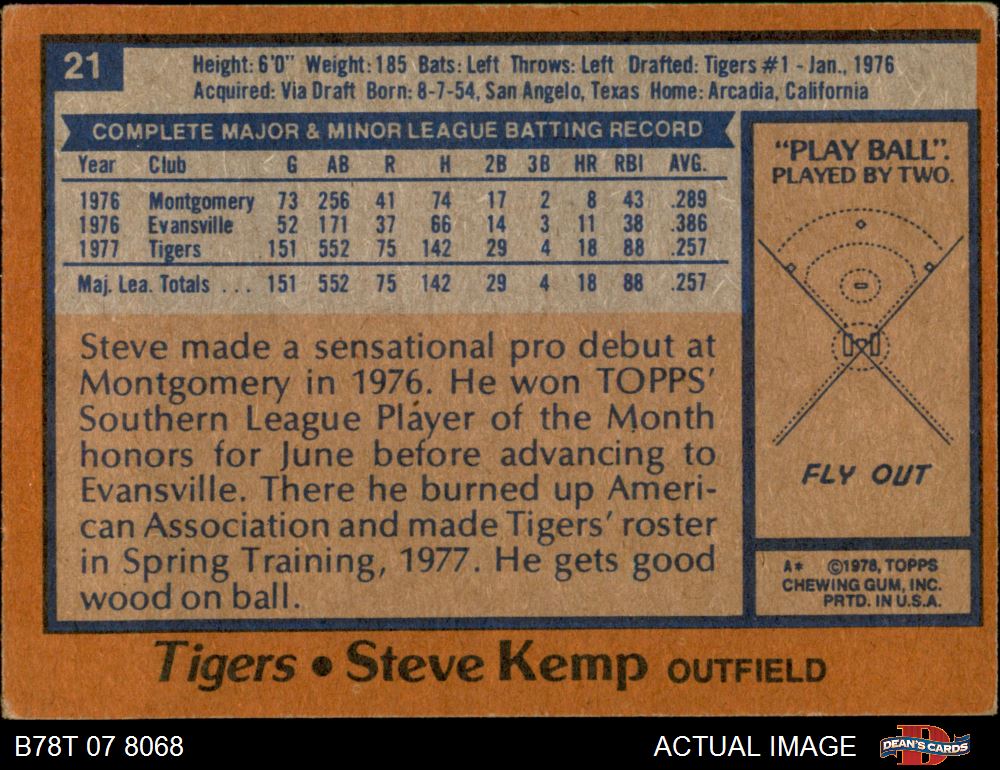 21
Height: 6'0" Weight: 185 Bats: Left Throws: Left Drafted: Tigers #1 - Jan., 1976
Acquired: Via Draft Born: 8-7-54, San Angelo, Texas Home: Arcadia, California
COMPLETE MAJOR & MINOR LEAGUE BATTING RECORD
Year Club G AB R H 2B 3B HR RBI AVG.
1976 Montgomery 73 256 41 74 17 2 8 43 .289
1976 Evansville 52 171 37 66 14 3 11 38 .386
1977 Tigers 151 552 75 142 29 4 18 88 .257
Maj. Lea. Totals ... 151 552 75 142 29 4 18 88 .257
Steve made a sensational pro debut at
Montgomery in 1976. He won TOPPS'
Southern League Player of the Month
honors for June before advancing to
Evansville. There he burned up Ameri-
can Association and made Tigers' roster
in Spring Training, 1977. He gets good
wood on ball.
"PLAY BALL".
PLAYED BY TWO.
FLY OUT
A* ©1978, TOPPS
CHEWING GUM, INC.
PRTD. IN U.S.A.
Tigers • Steve Kemp OUTFIELD
B78T 07 8068
ACTUAL IMAGE
D
DEAN'S CARDS